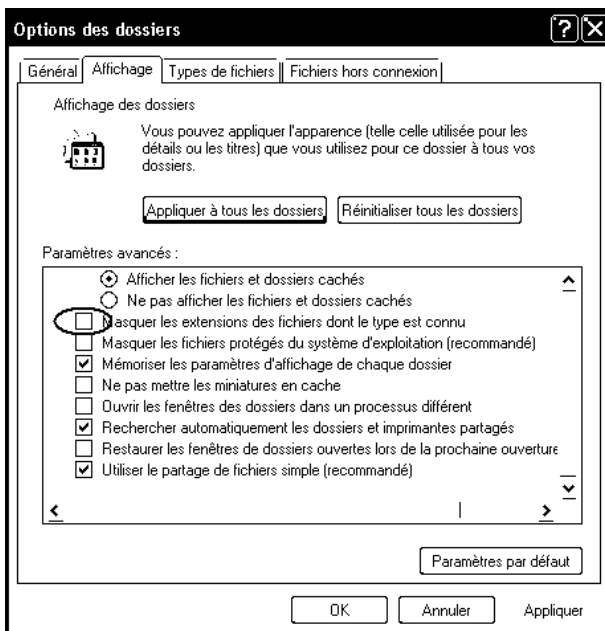 Options des dossiers
Général Affichage Types de fichiers Fichiers hors connexion
Affichage des dossiers
Vous pouvez appliquer l'apparence (telle celle utilisée pour les
détails ou les titres) que vous utilisez pour ce dossier à tous vos
dossiers.
Appliquer à tous les dossiers Réinitialiser tous les dossiers
Paramètres avancés :
Afficher les fichiers et dossiers cachés
Ne pas afficher les fichiers et dossiers cachés
Masquer les extensions des fichiers dont le type est connu
Masquer les fichiers protégés du système d'exploitation (recommandé)
Mémoriser les paramètres d'affichage de chaque dossier
Ne pas mettre les miniatures en cache
Ouvrir les fenêtres des dossiers dans un processus différent
Rechercher automatiquement les dossiers et imprimantes partagés
Restaurer les fenêtres de dossiers ouvertes lors de la prochaine ouverture
Utiliser le partage de fichiers simple (recommandé)
Paramètres par défaut
OK Annuler Appliquer